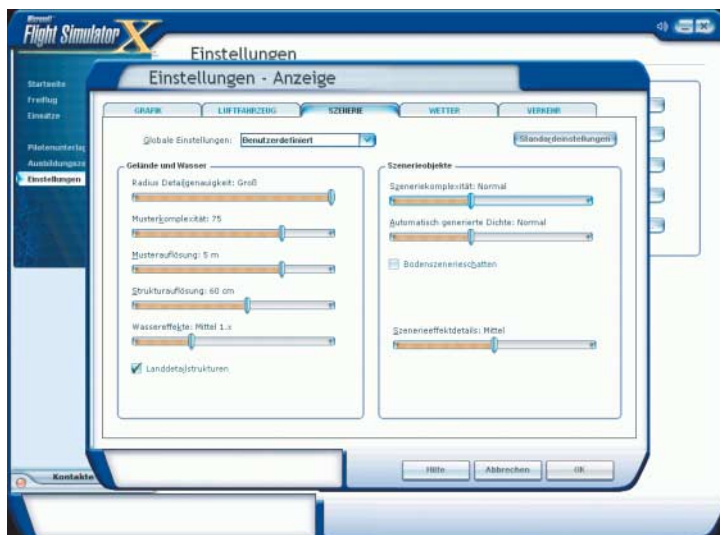 Microsoft
Flight Simulator X
Einstellungen
Startseite
Freiflug
Einsätze
Pilotenunterlag
Ausbildungsze
Einstellungen
Kontakte
Einstellungen - Anzeige
GRAFIK
LUFTFAHRZEUG
SZENERIE
WETTER
VERKEHR
Globale Einstellungen: Benutzerdefiniert
Standardeinstellungen
Gelände und Wasser
Radius Detailgenauigkeit: Groß
Musterkomplexität: 75
Musterauflösung: 5 m
Strukturauflösung: 60 cm
Wassereffekte: Mittel 1.x
Landdetailstrukturen
Szenerieobjekte
Szeneriekomplexität: Normal
Automatisch generierte Dichte: Normal
Bodenszenerieschatten
Szenerieeffektdetails: Mittel
Hilfe
Abbrechen
OK